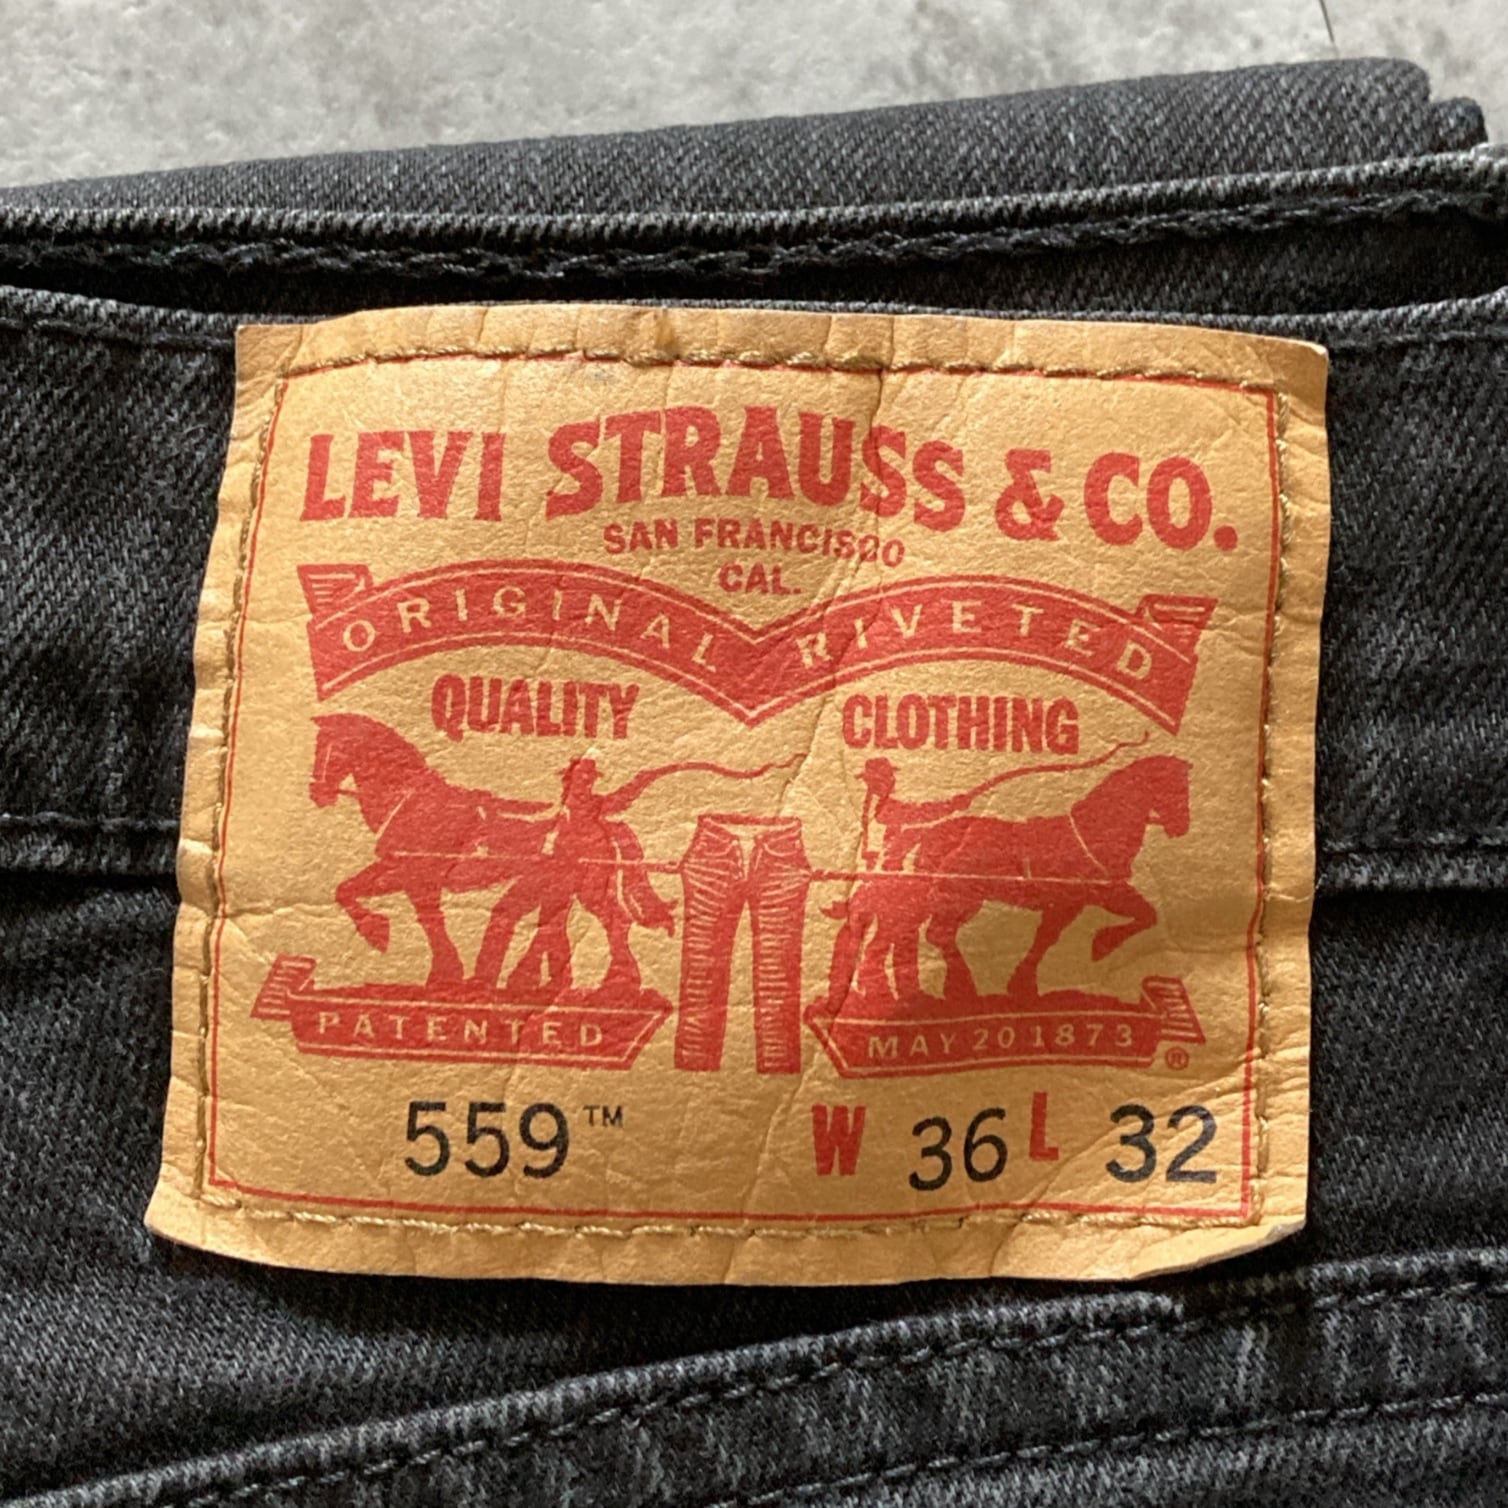 LEVI STRAUSS & CO.
SAN FRANCISCO
CAL.
ORIGINAL RIVETED
QUALITY CLOTHING
PATENTED MAY 20 1873 ®
559™ W 36 L 32